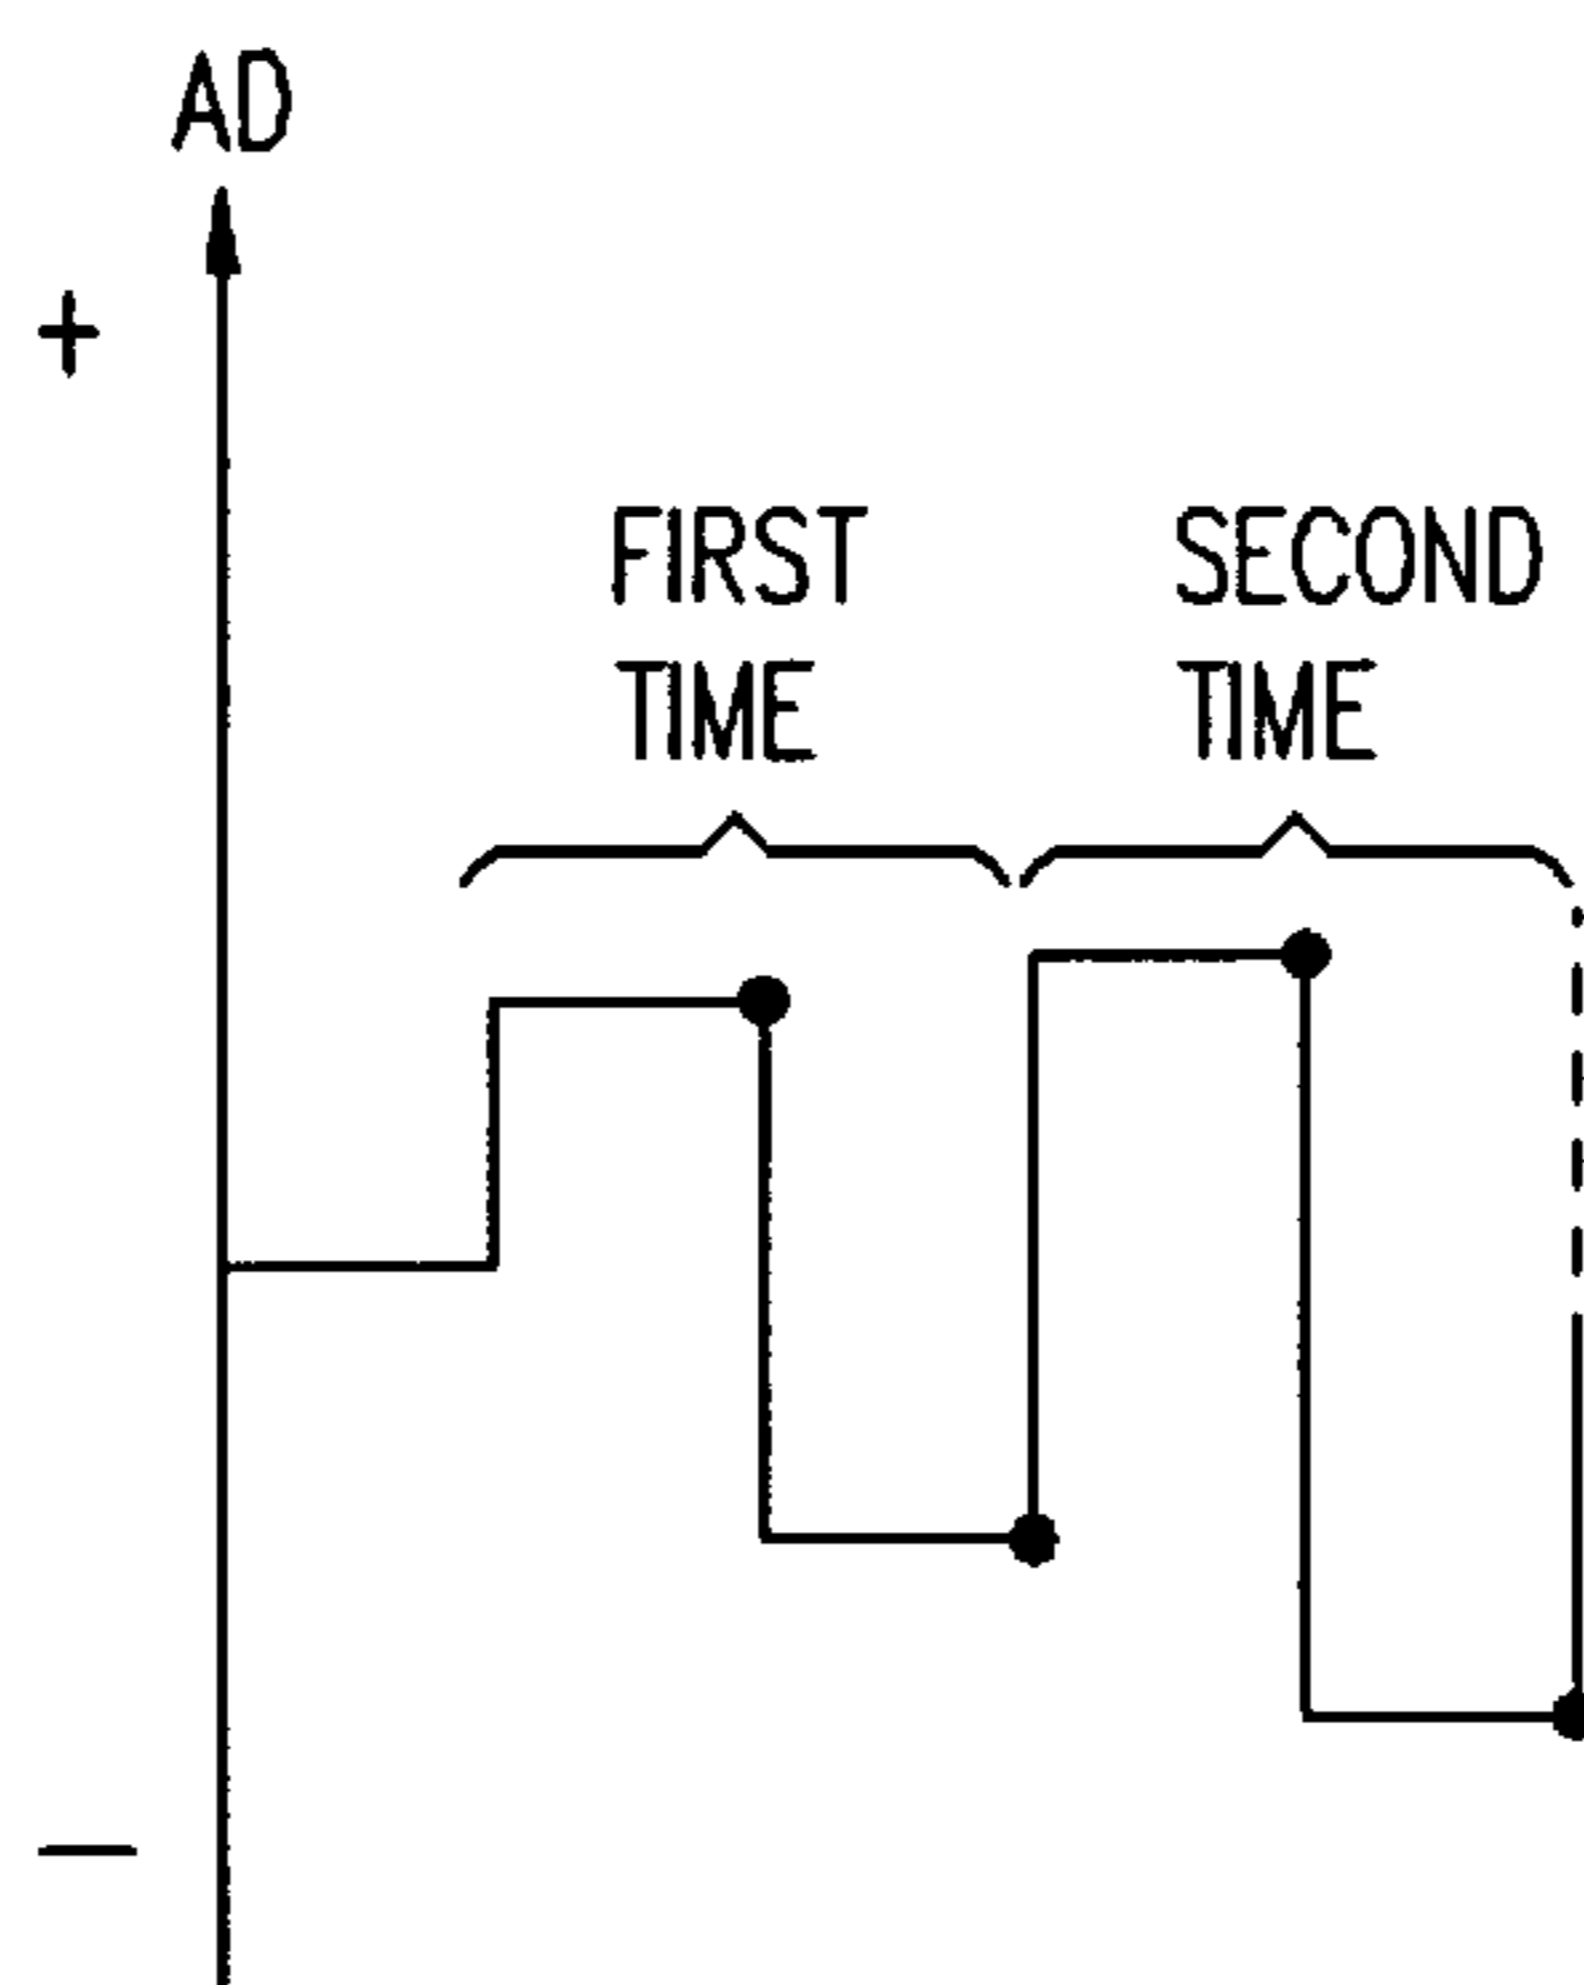 AD
+
FIRST
TIME
SECOND
TIME
—